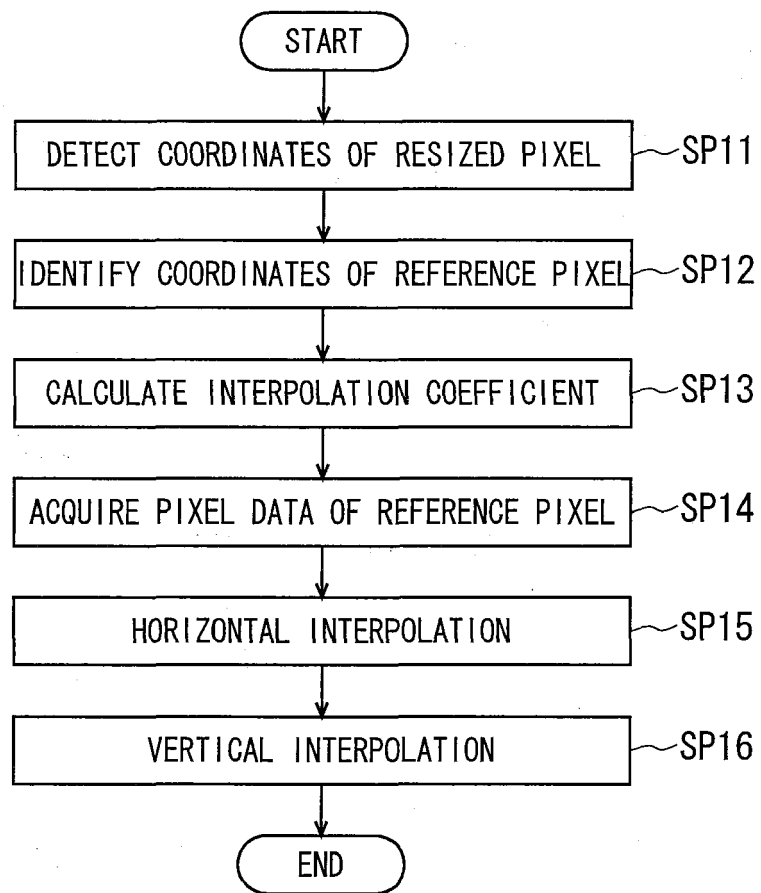 START
DETECT COORDINATES OF RESIZED PIXEL SP11
IDENTIFY COORDINATES OF REFERENCE PIXEL SP12
CALCULATE INTERPOLATION COEFFICIENT SP13
ACQUIRE PIXEL DATA OF REFERENCE PIXEL SP14
HORIZONTAL INTERPOLATION SP15
VERTICAL INTERPOLATION SP16
END